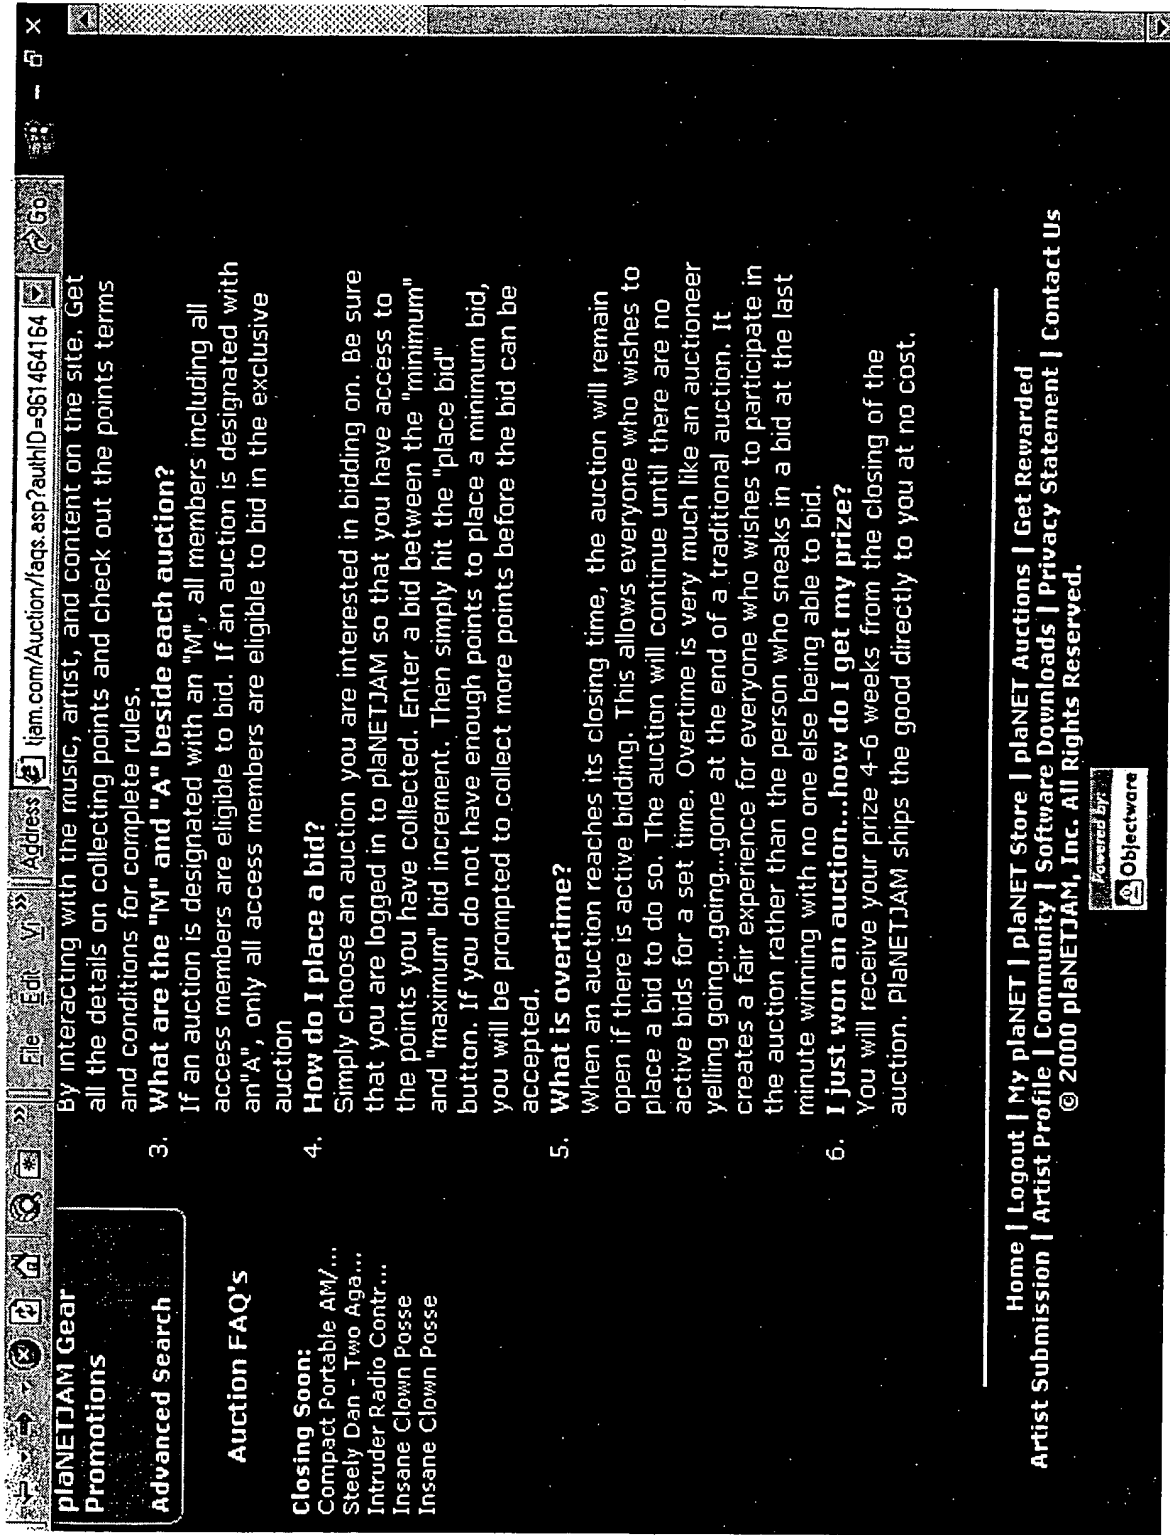 File Edit Vi » Address tjam.com/Auction/faqs.asp?authID=961464164 Go
plaNETJAM Gear
Promotions
Advanced Search
Auction FAQ's
Closing Soon:
Compact Portable AM/...
Steely Dan - Two Aga...
Intruder Radio Contr...
Insane Clown Posse
Insane Clown Posse
By interacting with the music, artist, and content on the site. Get
all the details on collecting points and check out the points terms
and conditions for complete rules.
3. What are the "M" and "A" beside each auction?
If an auction is designated with an "M", all members including all
access members are eligible to bid. If an auction is designated with
an"A", only all access members are eligible to bid in the exclusive
auction
4. How do I place a bid?
Simply choose an auction you are interested in bidding on. Be sure
that you are logged in to plaNETJAM so that you have access to
the points you have collected. Enter a bid between the "minimum"
and "maximum" bid increment. Then simply hit the "place bid"
button. If you do not have enough points to place a minimum bid,
you will be prompted to collect more points before the bid can be
accepted.
5. What is overtime?
When an auction reaches its closing time, the auction will remain
open if there is active bidding. This allows everyone who wishes to
place a bid to do so. The auction will continue until there are no
active bids for a set time. Overtime is very much like an auctioneer
yelling going...going..gone at the end of a traditional auction. It
creates a fair experience for everyone who wishes to participate in
the auction rather than the person who sneaks in a bid at the last
minute winning with no one else being able to bid.
6. I just won an auction...how do I get my prize?
You will receive your prize 4-6 weeks from the closing of the
auction. PlaNETJAM ships the good directly to you at no cost.
Home | Logout | My plaNET | plaNET Store | plaNET Auctions | Get Rewarded
Artist Submission | Artist Profile | Community | Software Downloads | Privacy Statement | Contact Us
© 2000 plaNETJAM, Inc. All Rights Reserved.
Powered by:
Objectware